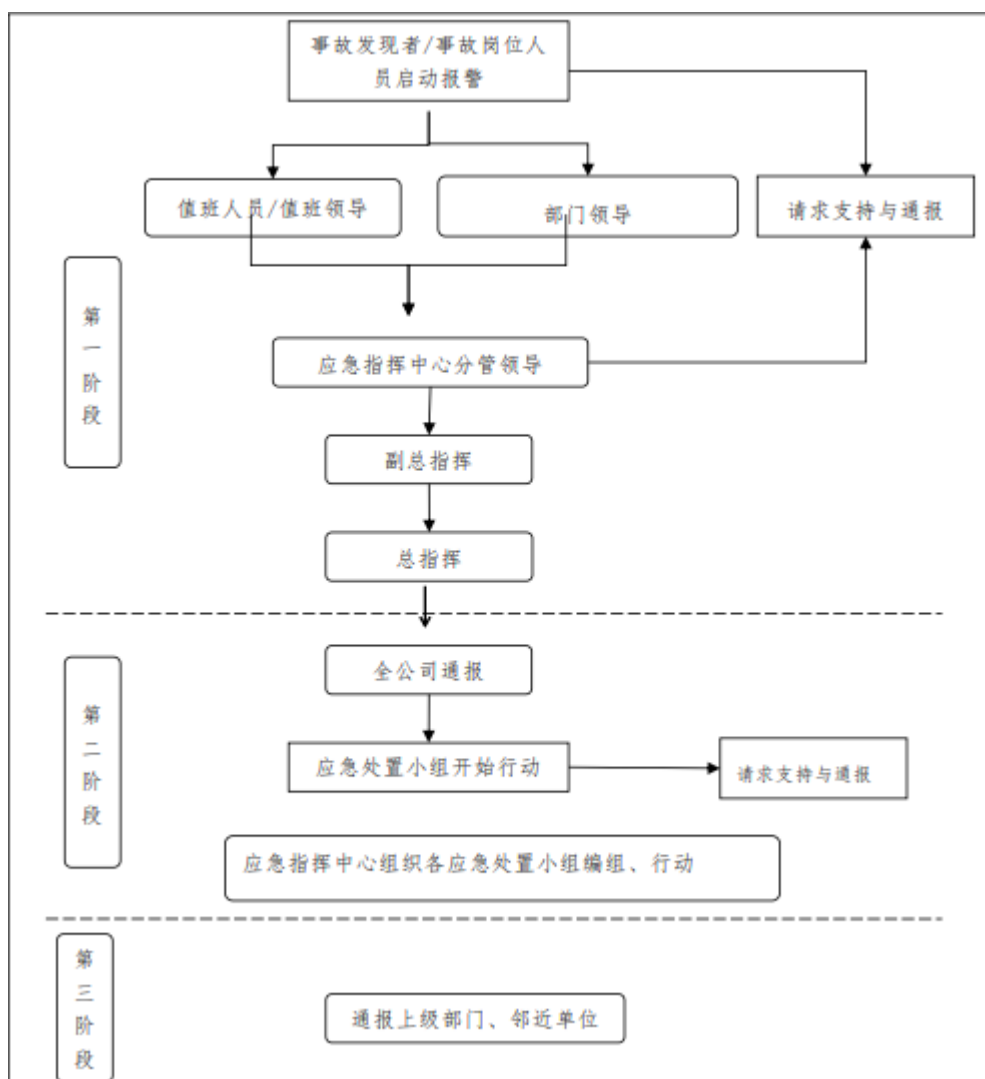 事故发现者/事故岗位人
员启动报警
值班人员/值班领导
部门领导
请求支持与通报
第
一
阶
段
应急指挥中心分管领导
副总指挥
总指挥
全公司通报
第
二
阶
段
应急处置小组开始行动
请求支持与通报
应急指挥中心组织各应急处置小组编组、行动
第
三
阶
段
通报上级部门、邻近单位